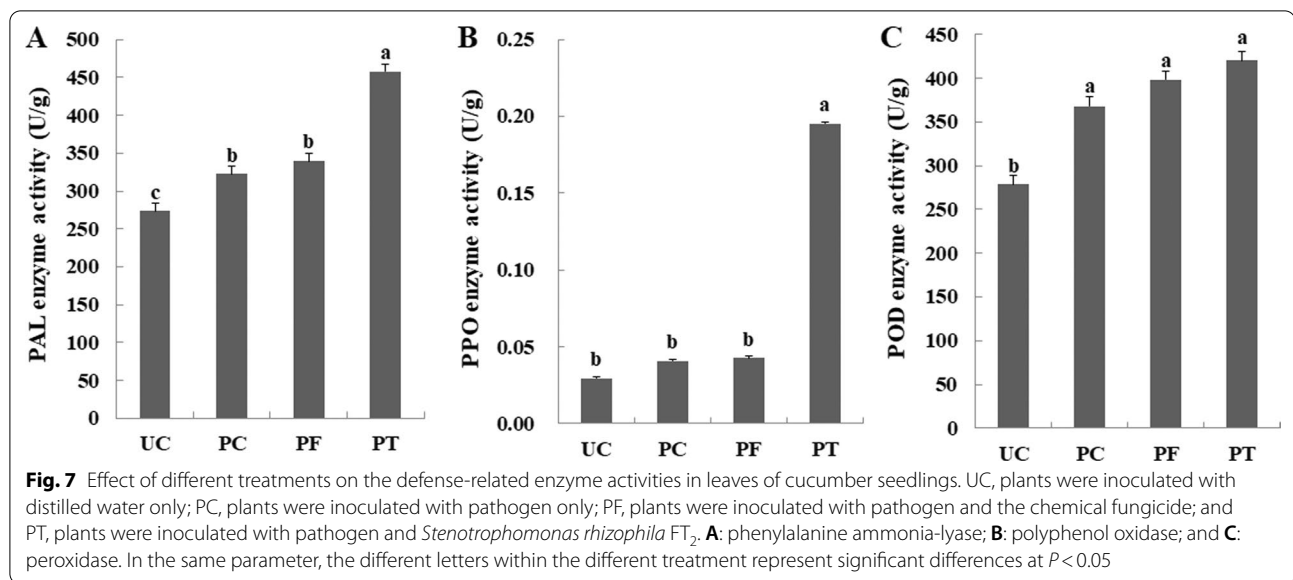 A
PAL enzyme activity (U/g)
500
450
400
350
300
250
200
150
100
50
0
c
b
b
a
UC PC PF PT
B
PPO enzyme activity (U/g)
0.25
0.20
0.15
0.10
0.05
0.00
b
b
b
a
UC PC PF PT
C
POD enzyme activity (U/g)
450
400
350
300
250
200
150
100
50
0
b
a
a
a
UC PC PF PT
Fig. 7 Effect of different treatments on the defense-related enzyme activities in leaves of cucumber seedlings. UC, plants were inoculated with
distilled water only; PC, plants were inoculated with pathogen only; PF, plants were inoculated with pathogen and the chemical fungicide; and
PT, plants were inoculated with pathogen and Stenotrophomonas rhizophila FT₂. A: phenylalanine ammonia-lyase; B: polyphenol oxidase; and C:
peroxidase. In the same parameter, the different letters within the different treatment represent significant differences at P < 0.05